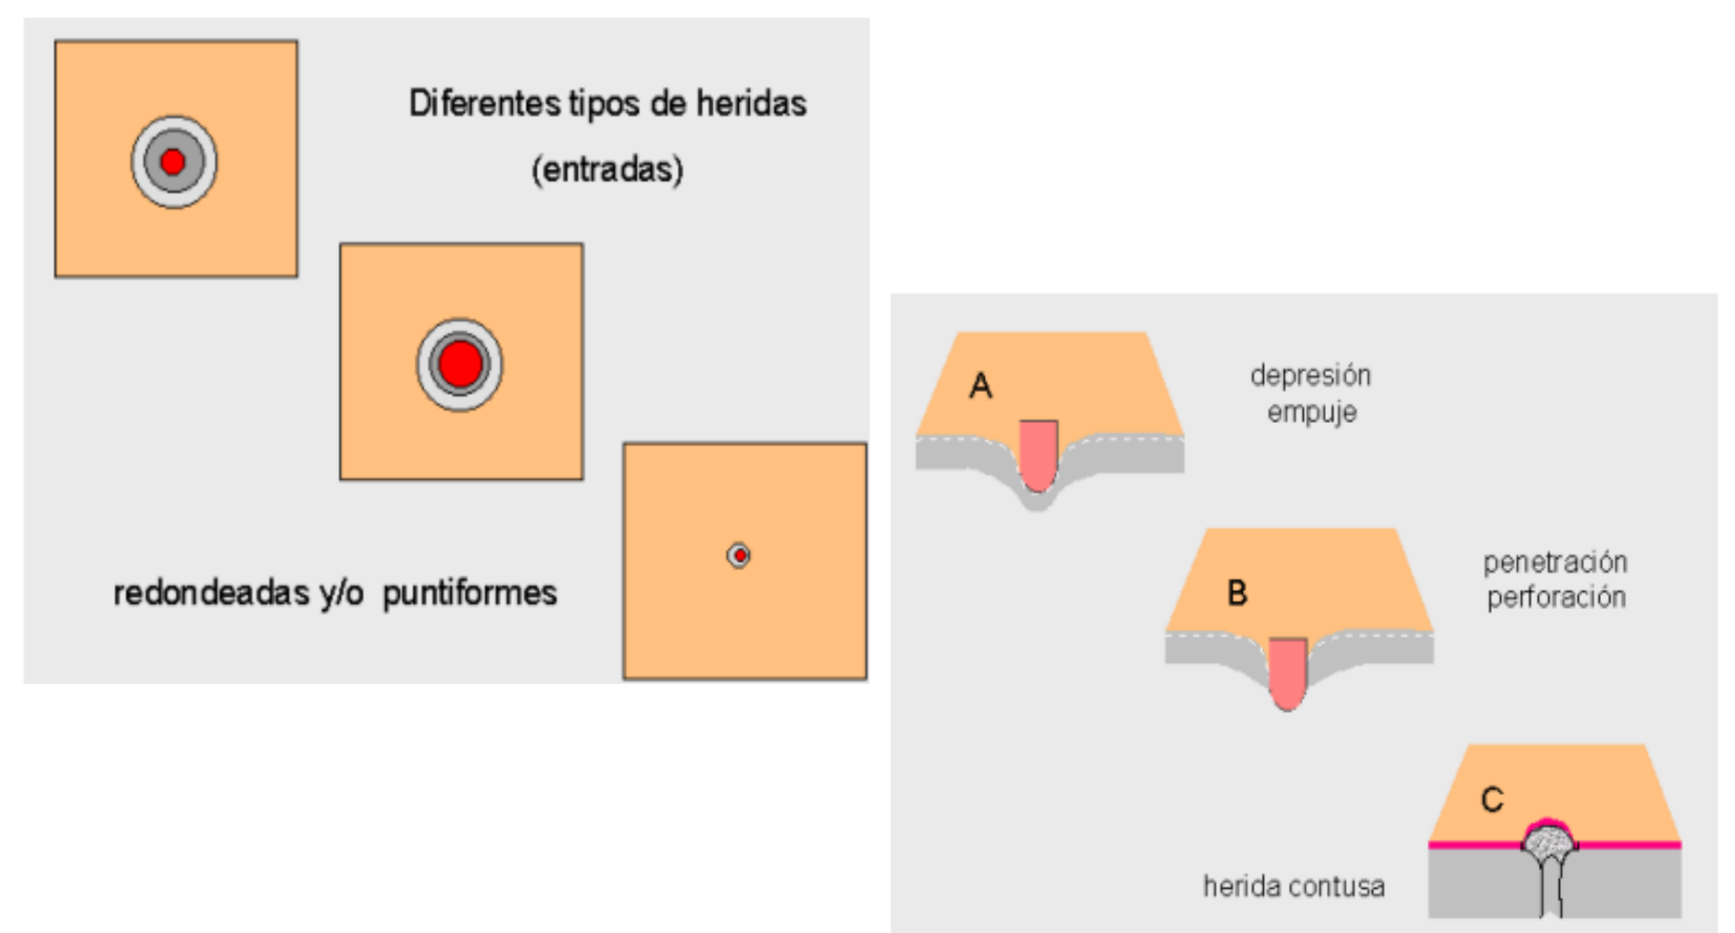 Diferentes tipos de heridas
(entradas)
redondeadas y/o puntiformes
A
depresión
empuje
B
penetración
perforación
C
herida contusa